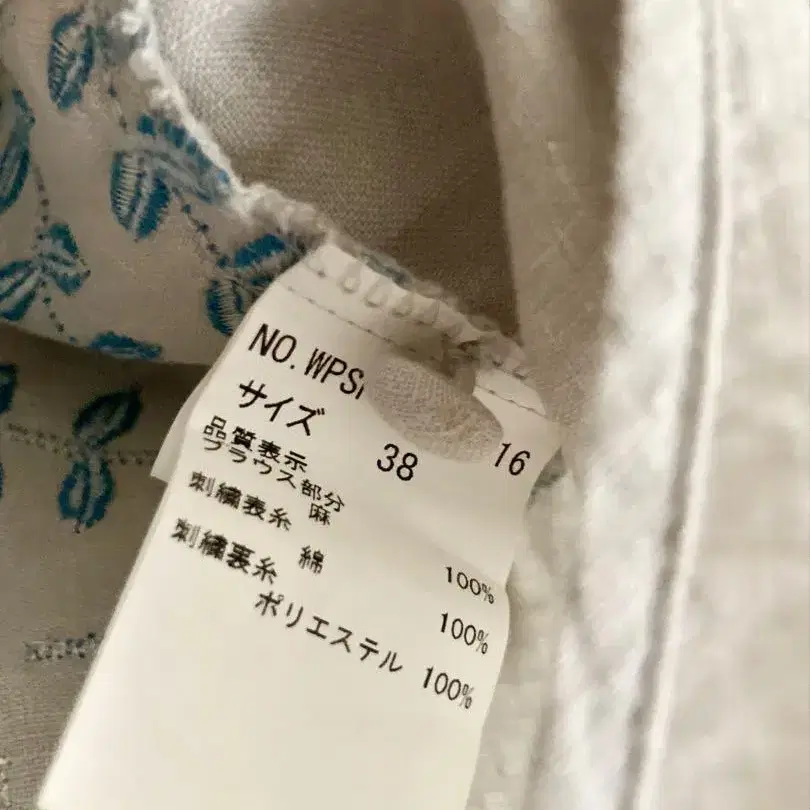 NO. WPS 16
サイズ 38
品質表示
ブラウス部分
麻 100%
刺繍表糸
綿 100%
刺繍裏糸
ポリエステル 100%